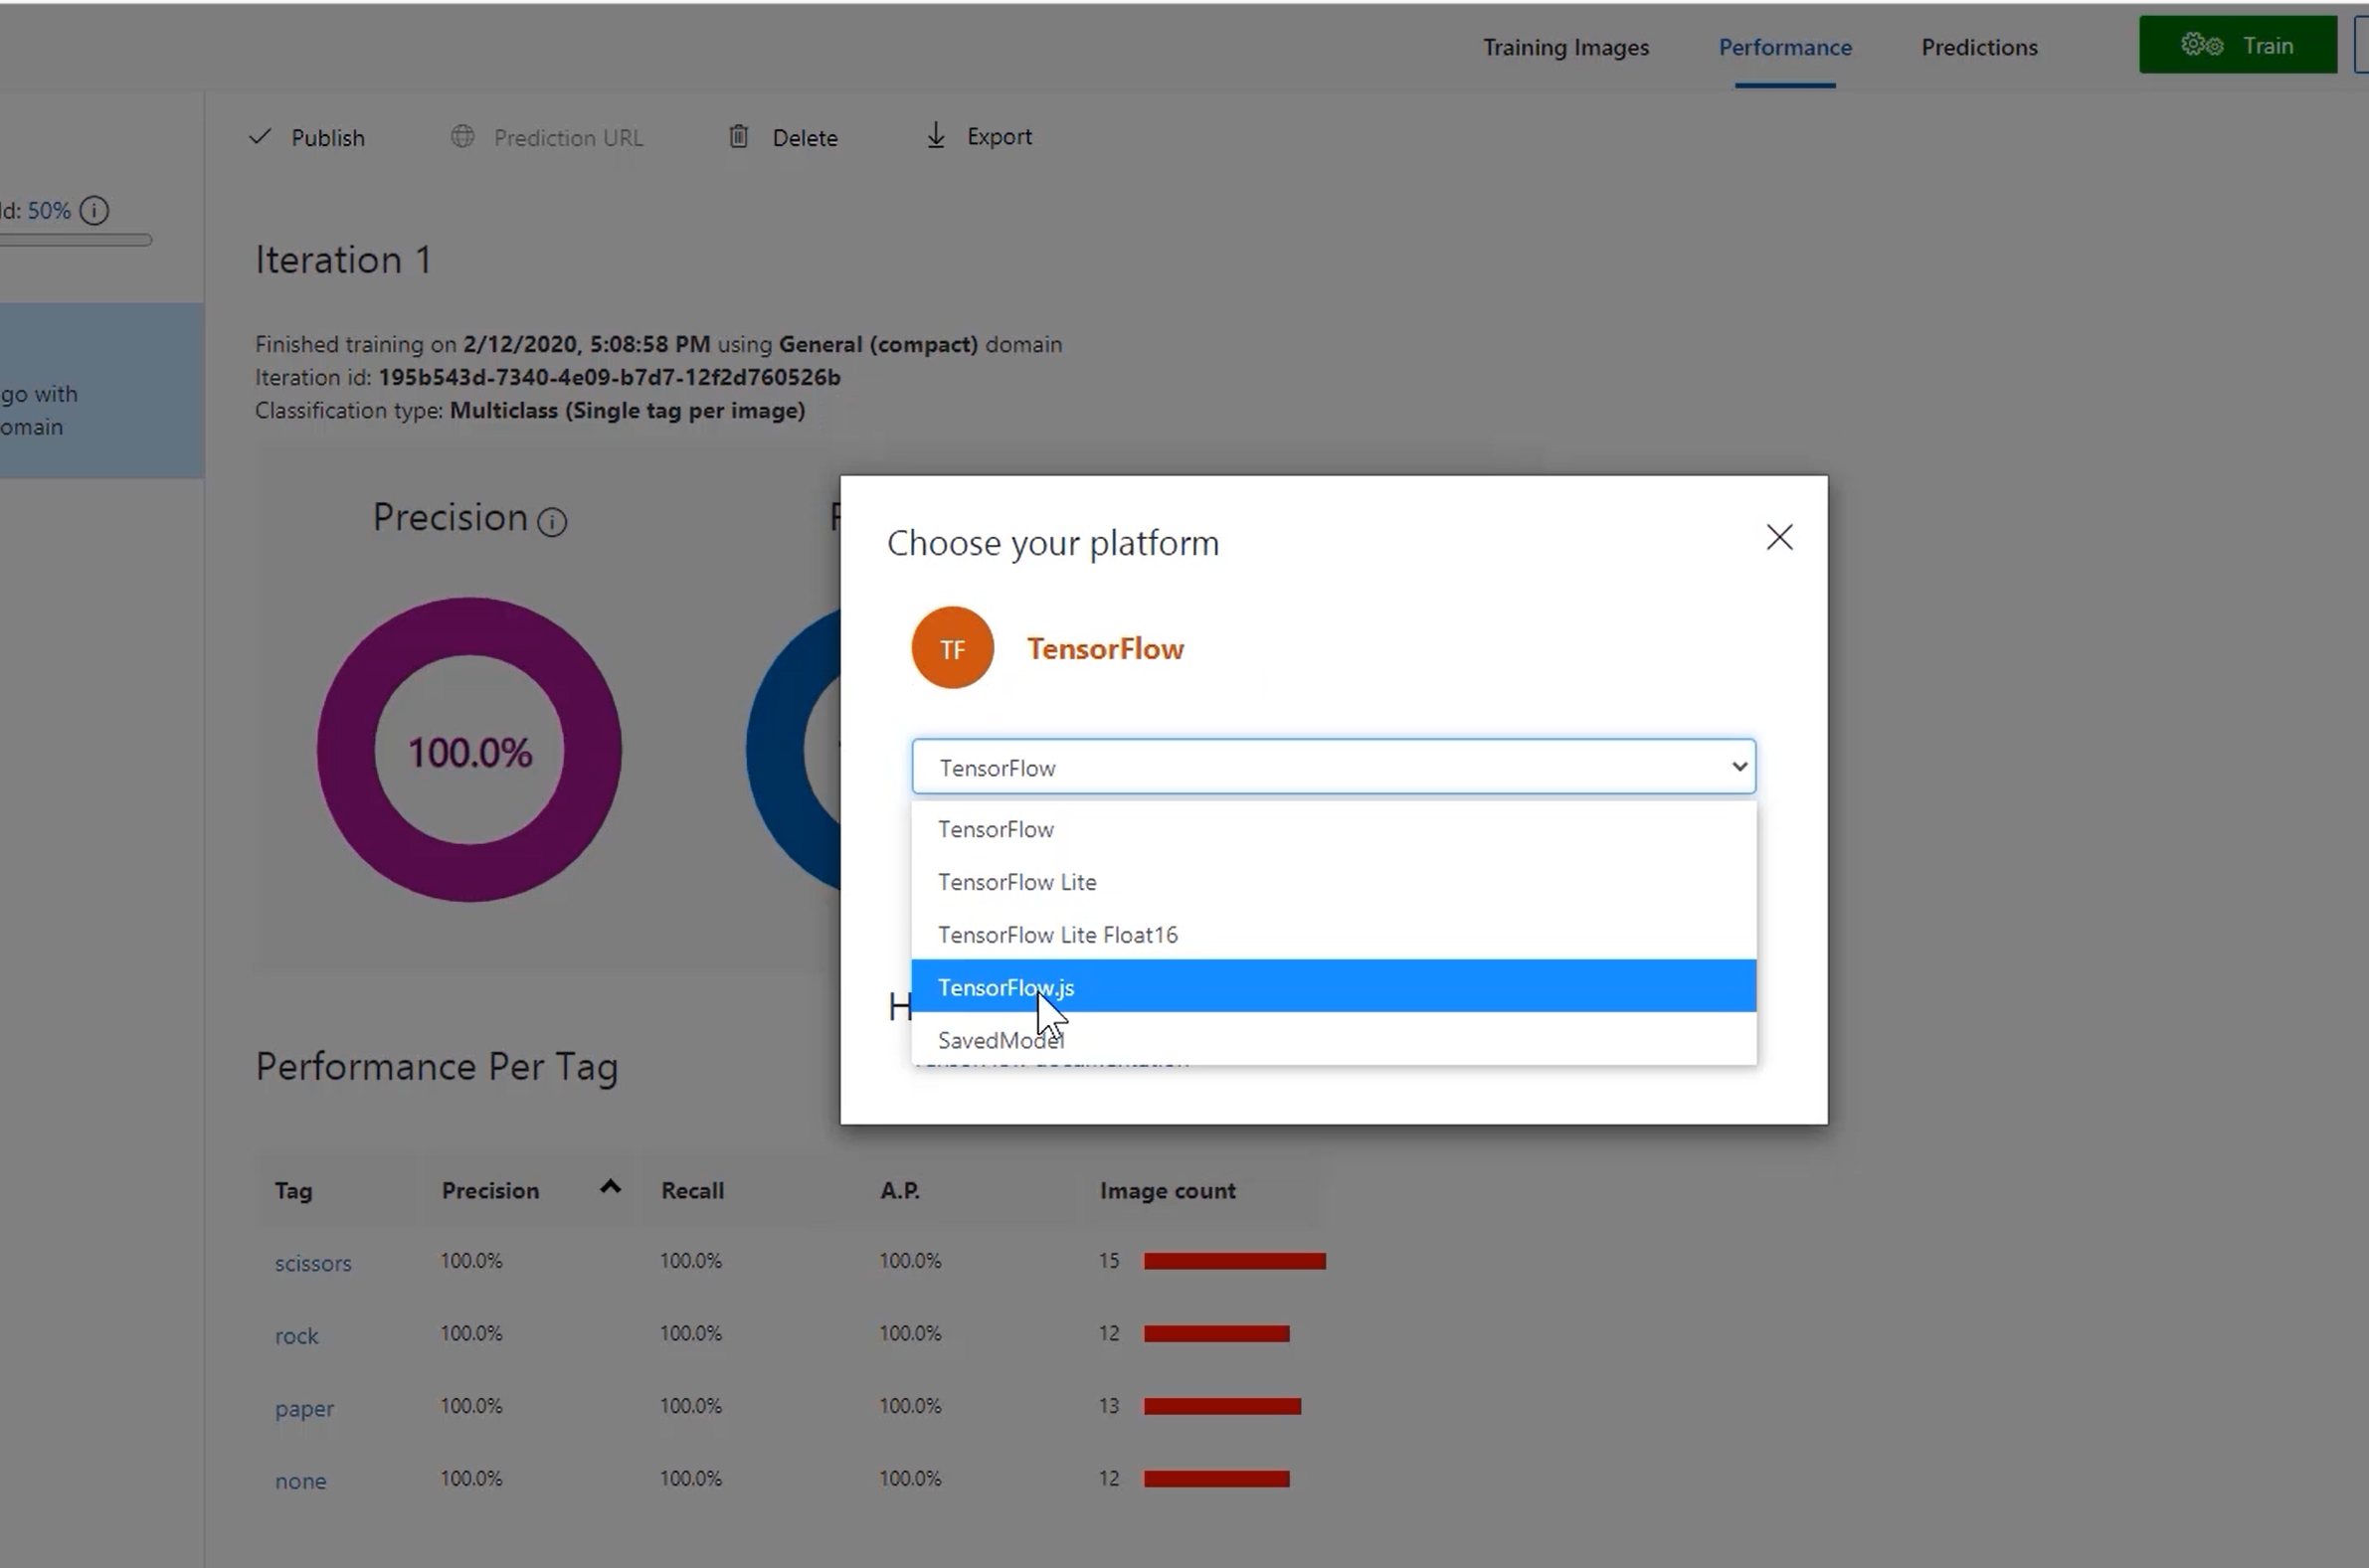 Training Images Performance Predictions Train
Publish Prediction URL Delete Export
50%
Iteration 1
Finished training on 2/12/2020, 5:08:58 PM using General (compact) domain
Iteration id: 195b543d-7340-4e09-b7d7-12f2d760526b
Classification type: Multiclass (Single tag per image)
go with
Precision
100.0%
Choose your platform
TF TensorFlow
TensorFlow
TensorFlow
TensorFlow Lite
TensorFlow Lite Float16
TensorFlow.js
SavedModel
Performance Per Tag
Tag Precision Recall A.P. Image count
scissors 100.0% 100.0% 100.0% 15
rock 100.0% 100.0% 100.0% 12
paper 100.0% 100.0% 100.0% 13
none 100.0% 100.0% 100.0% 12